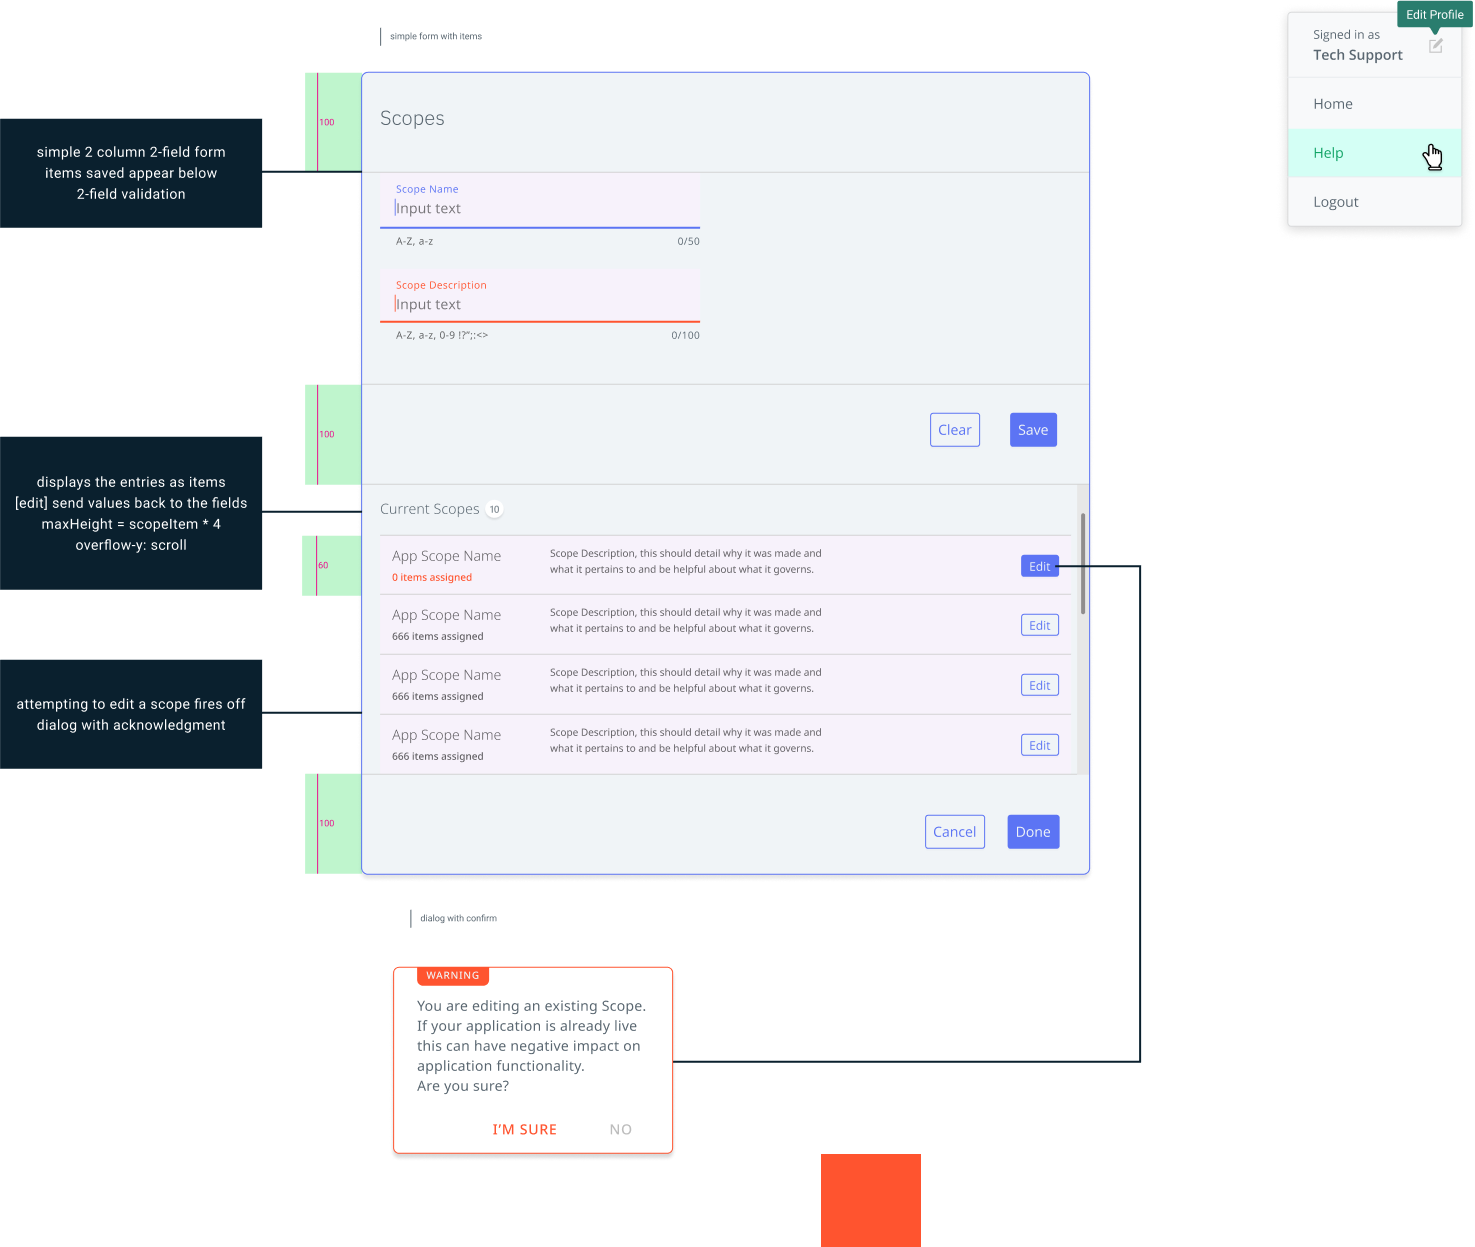 simple form with items
Edit Profile
Signed in as
Tech Support
Home
Help
Logout
100
Scopes
simple 2 column 2-field form
items saved appear below
2-field validation
Scope Name
Input text
A-Z, a-z
0/50
Scope Description
Input text
A-Z, a-z, 0-9 !?";:<>
0/100
100
Clear
Save
displays the entries as items
[edit] send values back to the fields
maxHeight = scopeItem * 4
overflow-y: scroll
Current Scopes 10
60
App Scope Name
0 items assigned
Scope Description, this should detail why it was made and
what it pertains to and be helpful about what it governs.
Edit
App Scope Name
666 items assigned
Scope Description, this should detail why it was made and
what it pertains to and be helpful about what it governs.
Edit
App Scope Name
666 items assigned
Scope Description, this should detail why it was made and
what it pertains to and be helpful about what it governs.
Edit
App Scope Name
666 items assigned
Scope Description, this should detail why it was made and
what it pertains to and be helpful about what it governs.
Edit
attempting to edit a scope fires off
dialog with acknowledgment
100
Cancel
Done
dialog with confirm
WARNING
You are editing an existing Scope.
If your application is already live
this can have negative impact on
application functionality.
Are you sure?
I'M SURE
NO